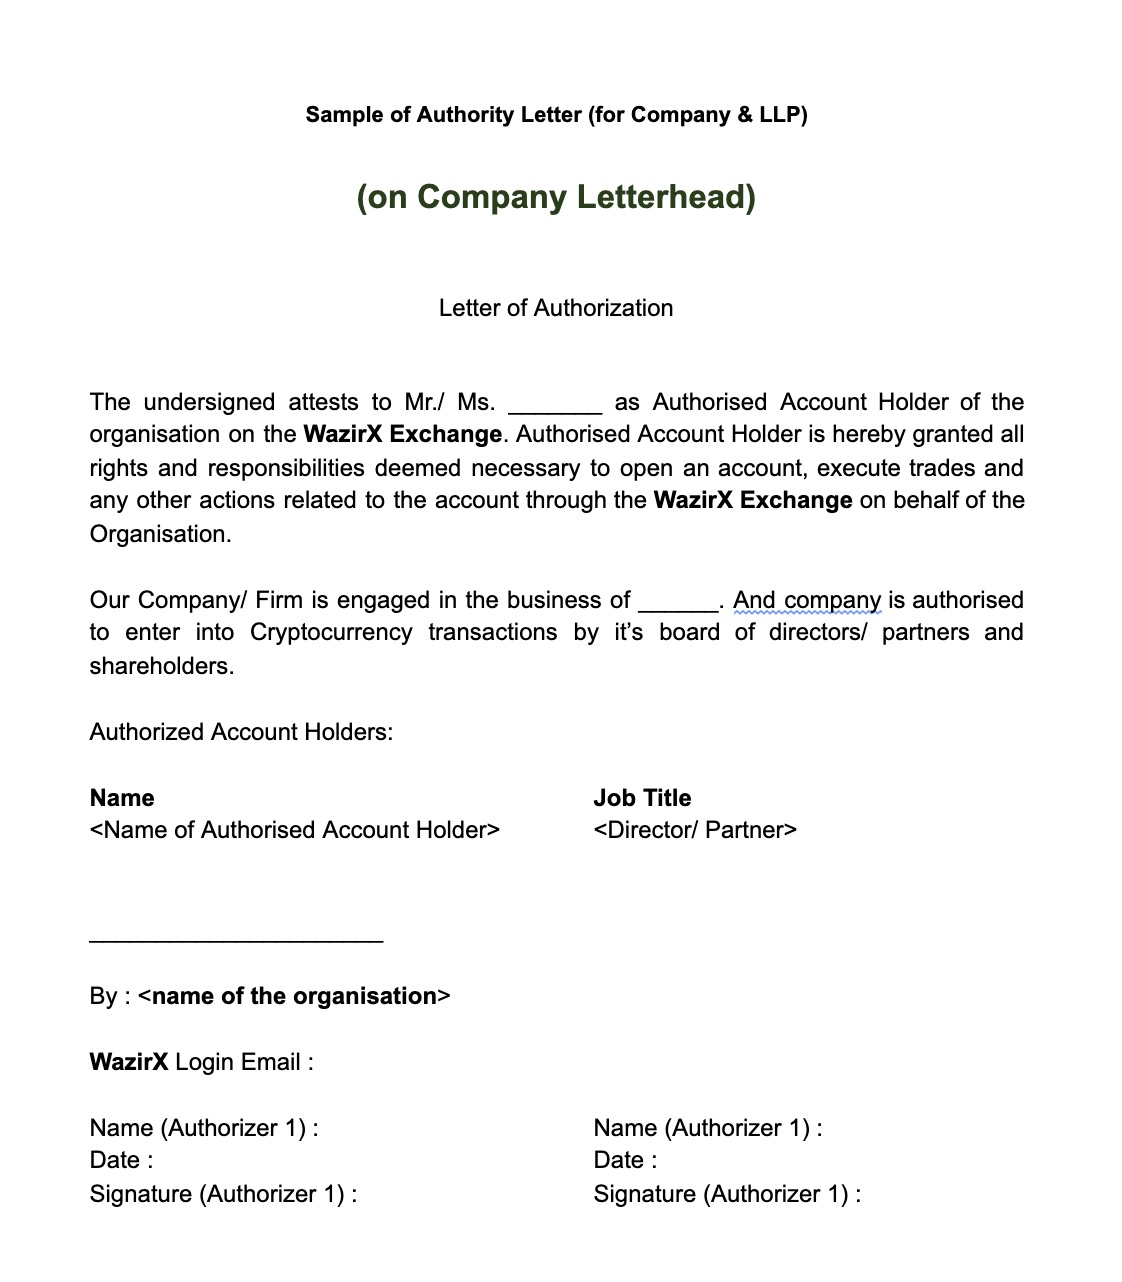 Sample of Authority Letter (for Company & LLP)
(on Company Letterhead)
Letter of Authorization
The undersigned attests to Mr./ Ms. _______ as Authorised Account Holder of the
organisation on the WazirX Exchange. Authorised Account Holder is hereby granted all
rights and responsibilities deemed necessary to open an account, execute trades and
any other actions related to the account through the WazirX Exchange on behalf of the
Organisation.
Our Company/ Firm is engaged in the business of ______. And company is authorised
to enter into Cryptocurrency transactions by it’s board of directors/ partners and
shareholders.
Authorized Account Holders:
Name Job Title
<Name of Authorised Account Holder> <Director/ Partner>
______________________
By : <name of the organisation>
WazirX Login Email :
Name (Authorizer 1) : Name (Authorizer 1) :
Date : Date :
Signature (Authorizer 1) : Signature (Authorizer 1) :